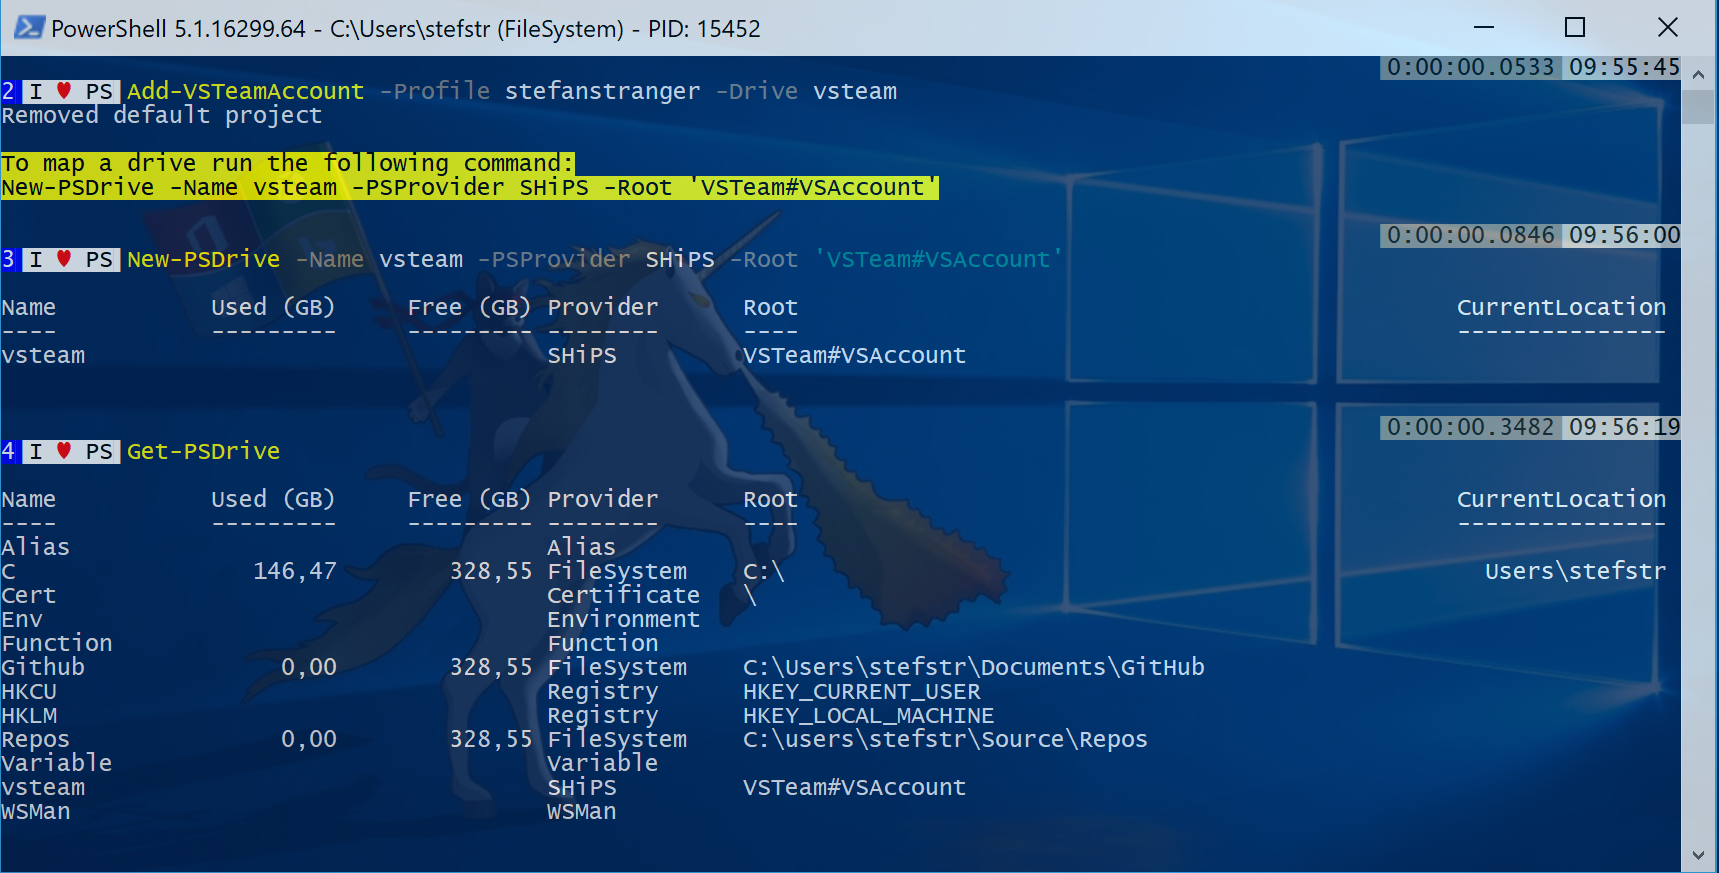 PowerShell 5.1.16299.64 - C:\Users\stefstr (FileSystem) - PID: 15452
0:00:00.0533 09:55:45
2 I ♥ PS Add-VSTeamAccount -Profile stefanstranger -Drive vsteam
Removed default project
To map a drive run the following command:
New-PSDrive -Name vsteam -PSProvider SHiPS -Root 'VSTeam#VSAccount'
0:00:00.0846 09:56:00
3 I ♥ PS New-PSDrive -Name vsteam -PSProvider SHiPS -Root 'VSTeam#VSAccount'
Name Used (GB) Free (GB) Provider Root CurrentLocation
---- --------- --------- -------- ---- ---------------
vsteam SHiPS VSTeam#VSAccount
0:00:00.3482 09:56:19
4 I ♥ PS Get-PSDrive
Name Used (GB) Free (GB) Provider Root CurrentLocation
---- --------- --------- -------- ---- ---------------
Alias Alias
C 146,47 328,55 FileSystem C:\ Users\stefstr
Cert Certificate \
Env Environment
Function Function
Github 0,00 328,55 FileSystem C:\Users\stefstr\Documents\GitHub
HKCU Registry HKEY_CURRENT_USER
HKLM Registry HKEY_LOCAL_MACHINE
Repos 0,00 328,55 FileSystem C:\users\stefstr\Source\Repos
Variable Variable
vsteam SHiPS VSTeam#VSAccount
WSMan WSMan